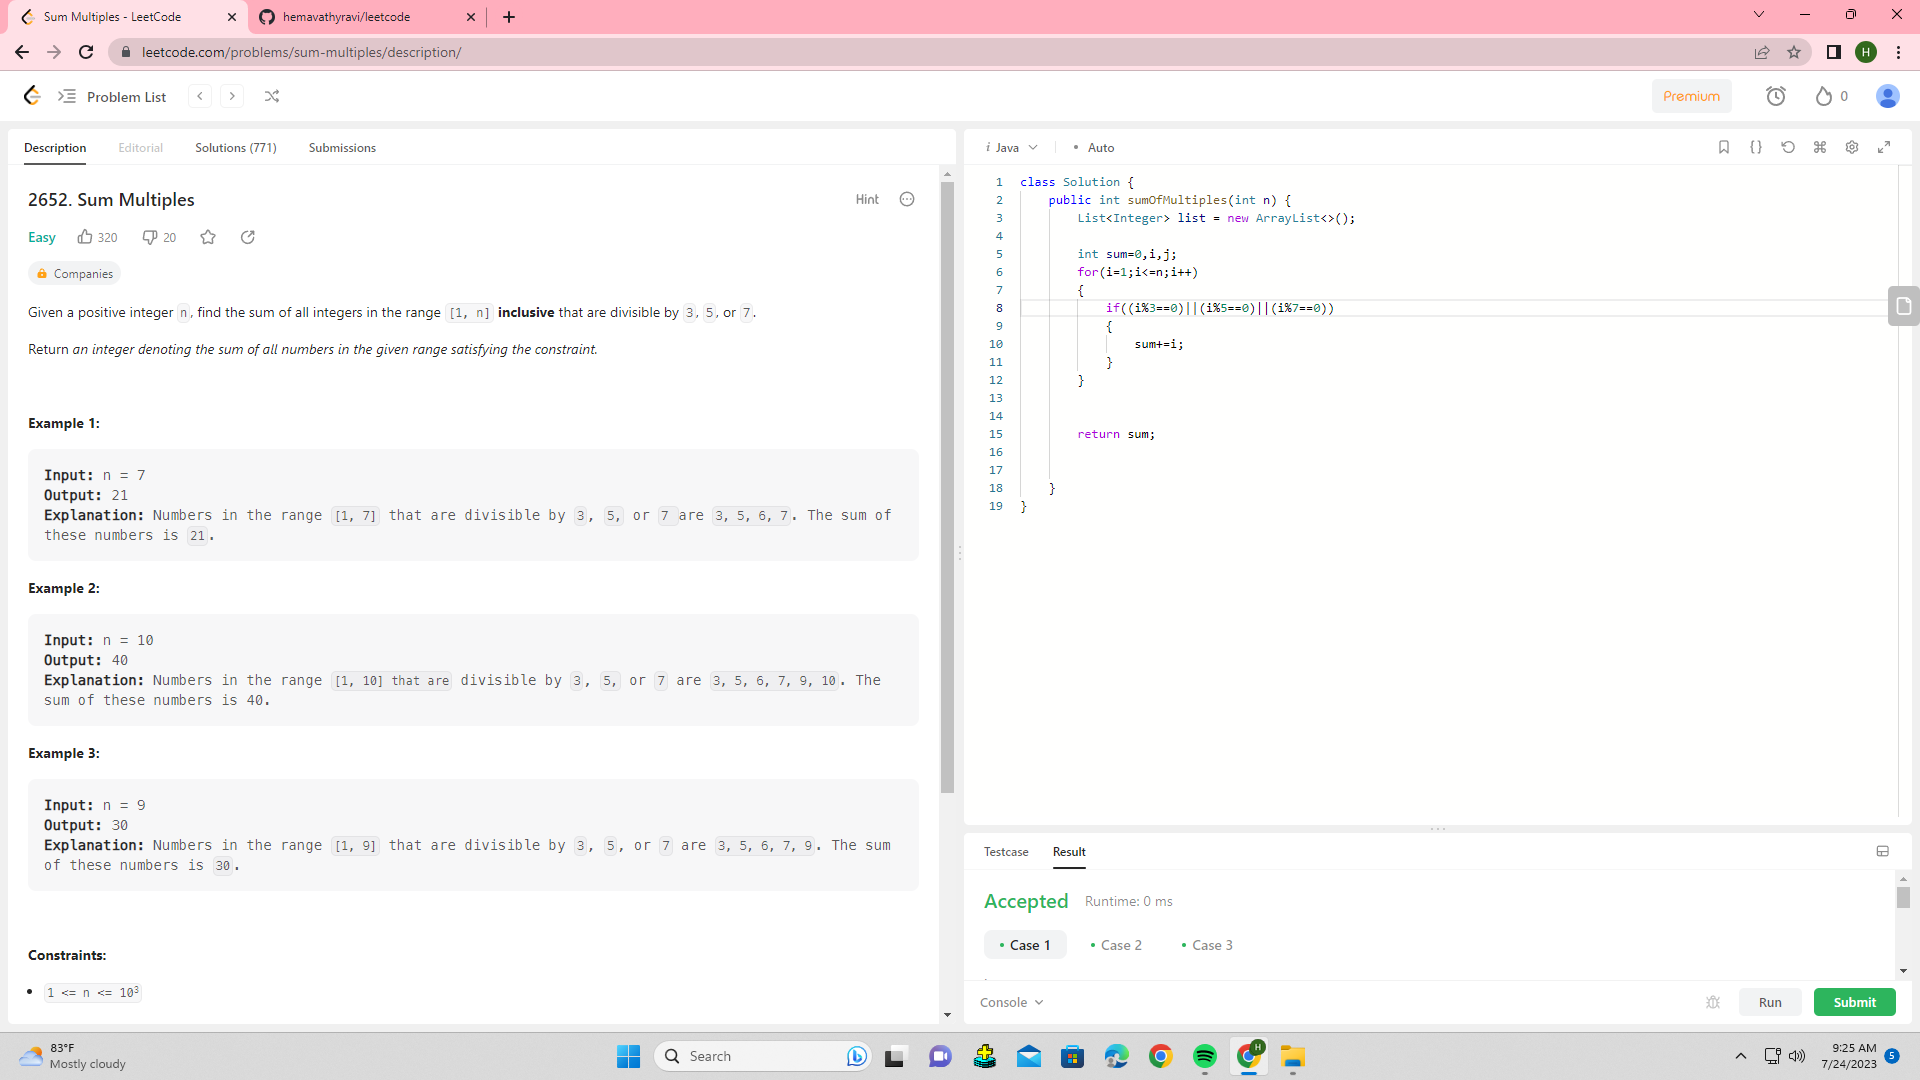 Sum Multiples - LeetCode
hemavathyravi/leetcode
leetcode.com/problems/sum-multiples/description/
H
Problem List
Premium
0
Description
Editorial
Solutions (771)
Submissions
2652. Sum Multiples
Hint
Easy
320
20
Companies
Given a positive integer n, find the sum of all integers in the range [1, n] inclusive that are divisible by 3, 5, or 7.
Return an integer denoting the sum of all numbers in the given range satisfying the constraint.
Example 1:
Input: n = 7
Output: 21
Explanation: Numbers in the range [1, 7] that are divisible by 3, 5, or 7 are 3, 5, 6, 7. The sum of
these numbers is 21.
Example 2:
Input: n = 10
Output: 40
Explanation: Numbers in the range [1, 10] that are divisible by 3, 5, or 7 are 3, 5, 6, 7, 9, 10. The
sum of these numbers is 40.
Example 3:
Input: n = 9
Output: 30
Explanation: Numbers in the range [1, 9] that are divisible by 3, 5, or 7 are 3, 5, 6, 7, 9. The sum
of these numbers is 30.
Constraints:
• 1 <= n <= 10³
i Java
• Auto
1 class Solution {
2 public int sumOfMultiples(int n) {
3 List<Integer> list = new ArrayList<>();
4
5 int sum=0,i,j;
6 for(i=1;i<=n;i++)
7 {
8 if((i%3==0)||(i%5==0)||(i%7==0))
9 {
10 sum+=i;
11 }
12 }
13
14
15 return sum;
16
17
18 }
19 }
Testcase
Result
Accepted
Runtime: 0 ms
• Case 1
• Case 2
• Case 3
Console
Run
Submit
83°F
Mostly cloudy
Search
H
9:25 AM
7/24/2023
5